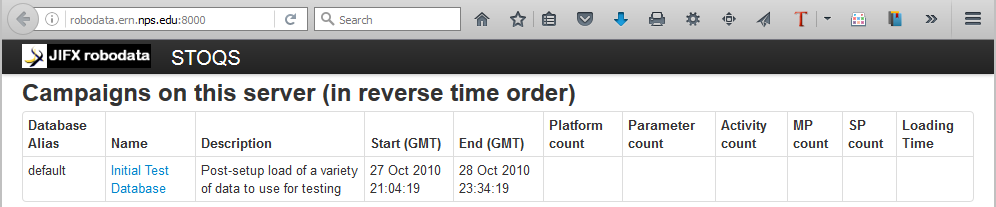 robodata.ern.nps.edu:8000
Search
JIFX robodata STOQS
Campaigns on this server (in reverse time order)
Database Alias Name Description Start (GMT) End (GMT) Platform count Parameter count Activity count MP count SP count Loading Time
default Initial Test Database Post-setup load of a variety of data to use for testing 27 Oct 2010 21:04:19 28 Oct 2010 23:34:19